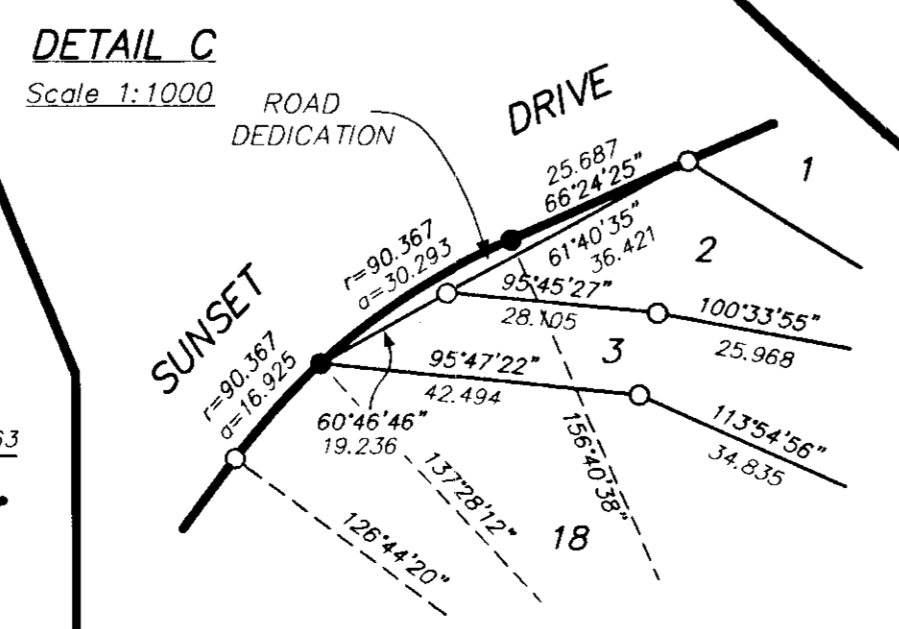 DETAIL C
Scale 1:1000
ROAD
DEDICATION
DRIVE
25.687
66°24'25"
1
61°40'35"
36.421
2
r=90.367
a=30.293
SUNSET
95°45'27"
28.105
100°33'55"
25.968
3
r=90.367
a=16.925
95°47'22"
42.494
60°46'46"
19.236
113°54'56"
34.835
137°28'12"
156°40'38"
126°44'20"
18
63